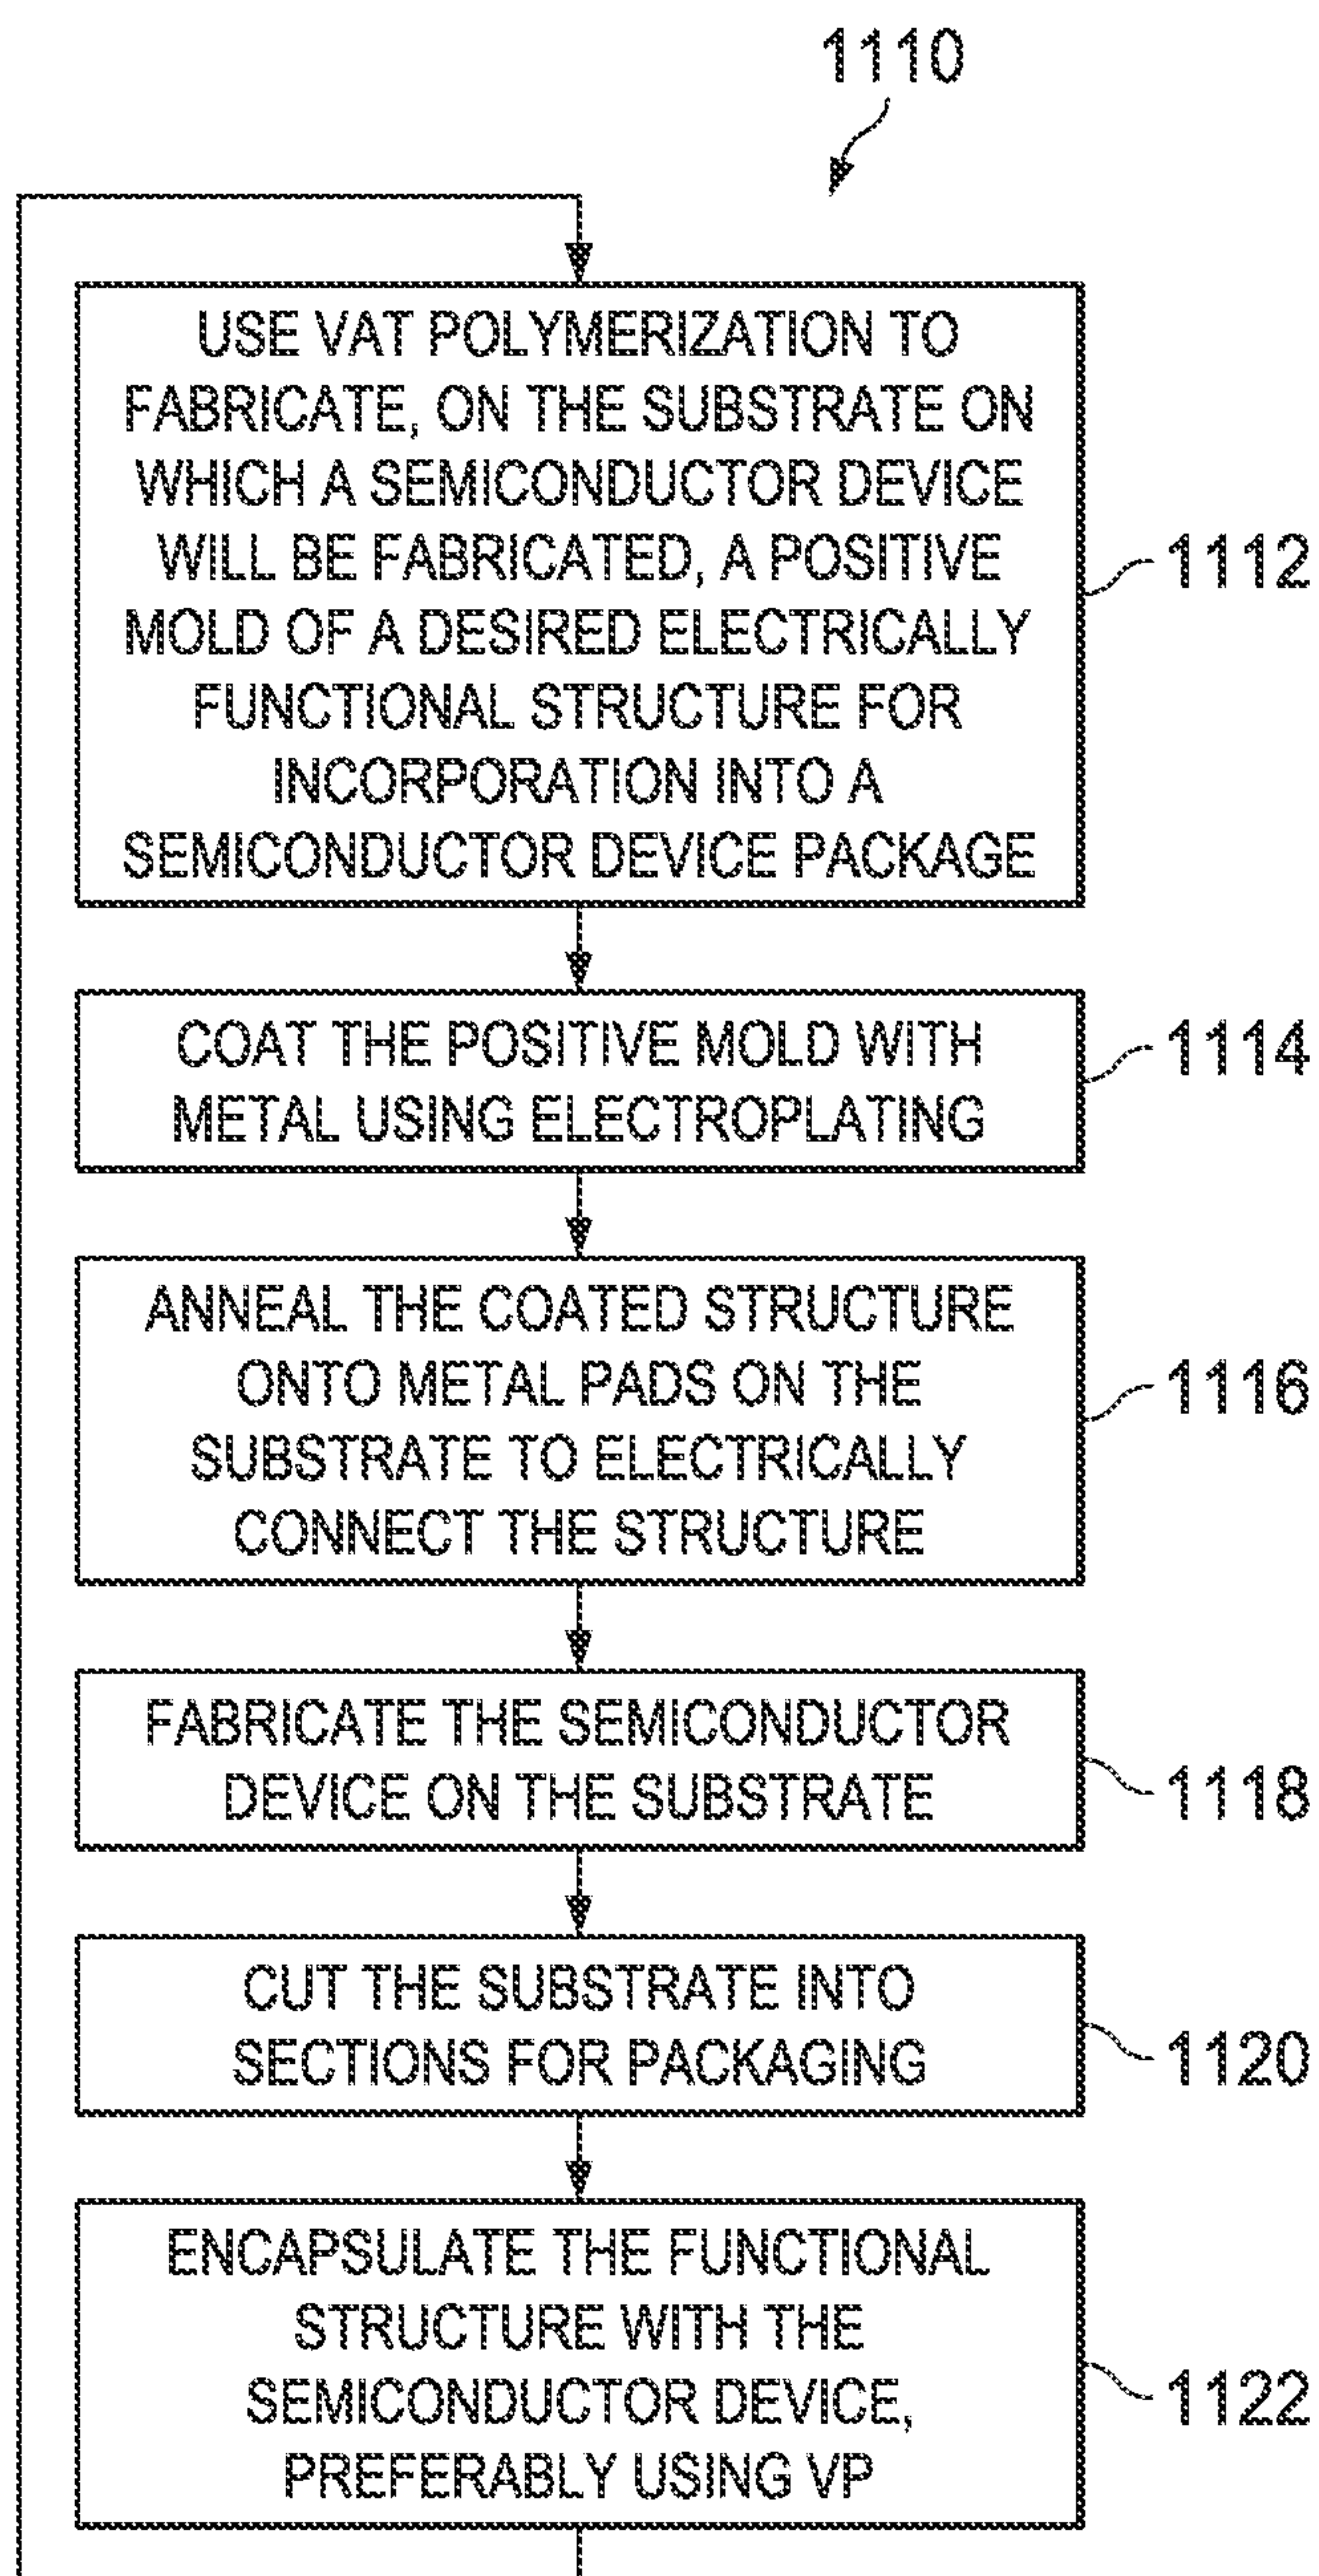 1110
USE VAT POLYMERIZATION TO
FABRICATE, ON THE SUBSTRATE ON
WHICH A SEMICONDUCTOR DEVICE
WILL BE FABRICATED, A POSITIVE
MOLD OF A DESIRED ELECTRICALLY
FUNCTIONAL STRUCTURE FOR
INCORPORATION INTO A
SEMICONDUCTOR DEVICE PACKAGE
1112
COAT THE POSITIVE MOLD WITH
METAL USING ELECTROPLATING
1114
ANNEAL THE COATED STRUCTURE
ONTO METAL PADS ON THE
SUBSTRATE TO ELECTRICALLY
CONNECT THE STRUCTURE
1116
FABRICATE THE SEMICONDUCTOR
DEVICE ON THE SUBSTRATE
1118
CUT THE SUBSTRATE INTO
SECTIONS FOR PACKAGING
1120
ENCAPSULATE THE FUNCTIONAL
STRUCTURE WITH THE
SEMICONDUCTOR DEVICE,
PREFERABLY USING VP
1122